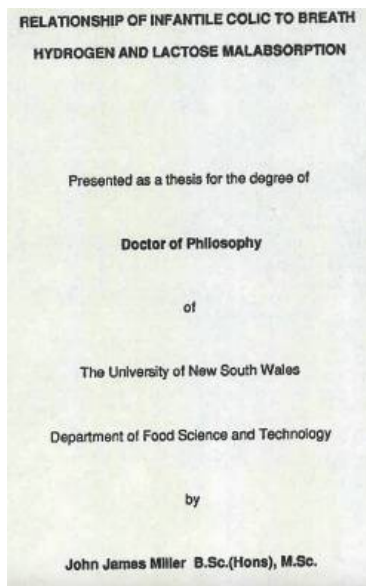 RELATIONSHIP OF INFANTILE COLIC TO BREATH
HYDROGEN AND LACTOSE MALABSORPTION
Presented as a thesis for the degree of
Doctor of Philosophy
of
The University of New South Wales
Department of Food Science and Technology
by
John James Miller B.Sc.(Hons), M.Sc.